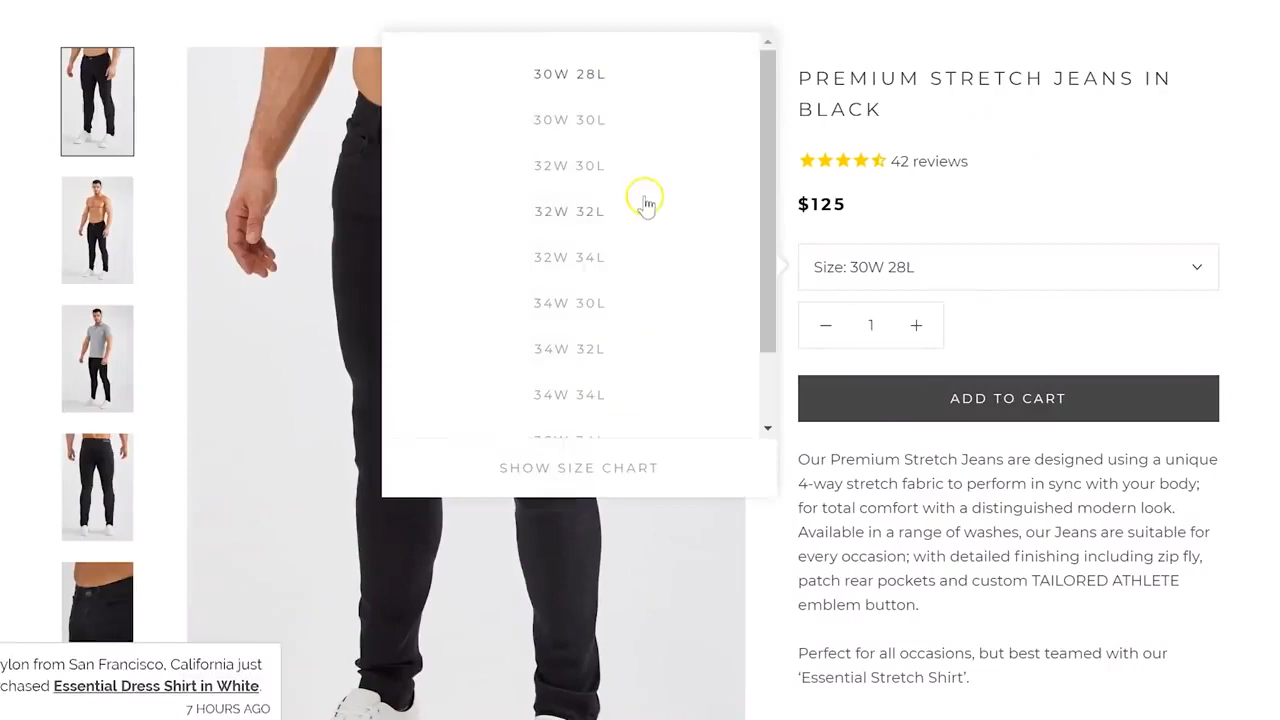 30W 28L
30W 30L
32W 30L
32W 32L
32W 34L
34W 30L
34W 32L
34W 34L
SHOW SIZE CHART
PREMIUM STRETCH JEANS IN
BLACK
42 reviews
$125
Size: 30W 28L
1
ADD TO CART
Our Premium Stretch Jeans are designed using a unique
4-way stretch fabric to perform in sync with your body;
for total comfort with a distinguished modern look.
Available in a range of washes, our Jeans are suitable for
every occasion; with detailed finishing including zip fly,
patch rear pockets and custom TAILORED ATHLETE
emblem button.
Perfect for all occasions, but best teamed with our
‘Essential Stretch Shirt’.
ylon from San Francisco, California just
rchased Essential Dress Shirt in White.
7 HOURS AGO